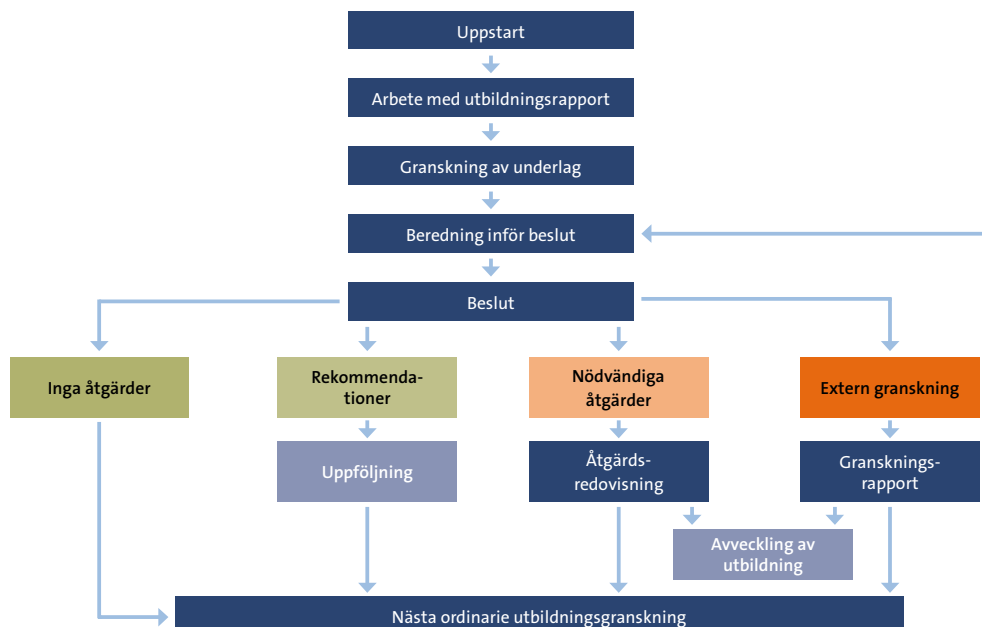 Uppstart
Arbete med utbildningsrapport
Granskning av underlag
Beredning inför beslut
Beslut
Inga åtgärder
Rekommenda-
tioner
Nödvändiga
åtgärder
Extern granskning
Uppföljning
Åtgärds-
redovisning
Gransknings-
rapport
Avveckling av
utbildning
Nästa ordinarie utbildningsgranskning